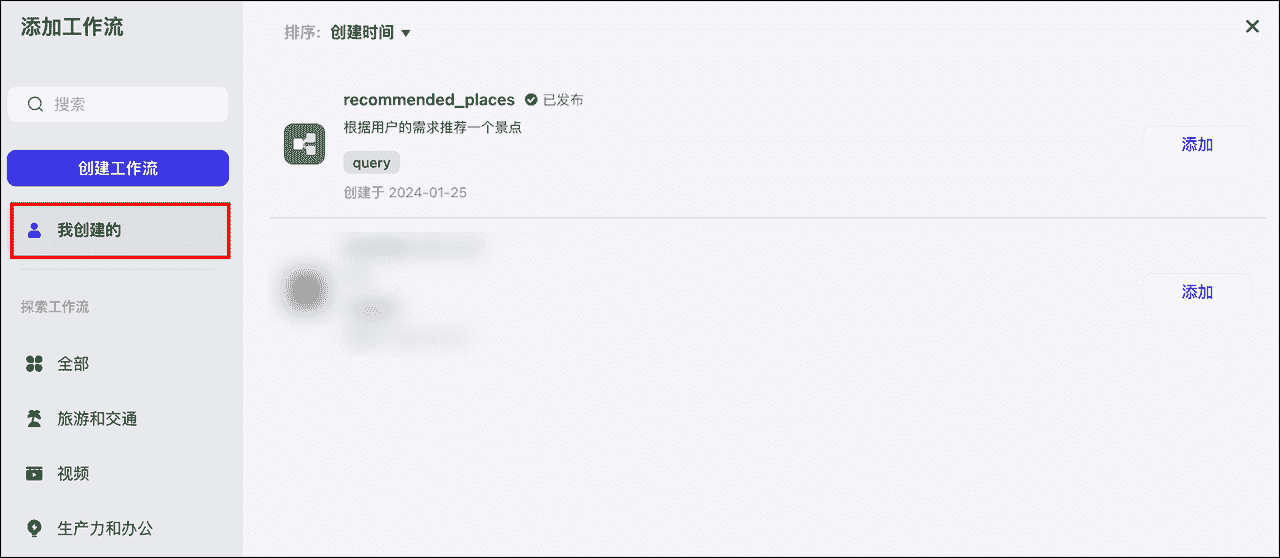 添加工作流
搜索
创建工作流
我创建的
探索工作流
全部
旅游和交通
视频
生产力和办公
排序: 创建时间
recommended_places 已发布
根据用户的需求推荐一个景点
query
创建于 2024-01-25
添加
添加